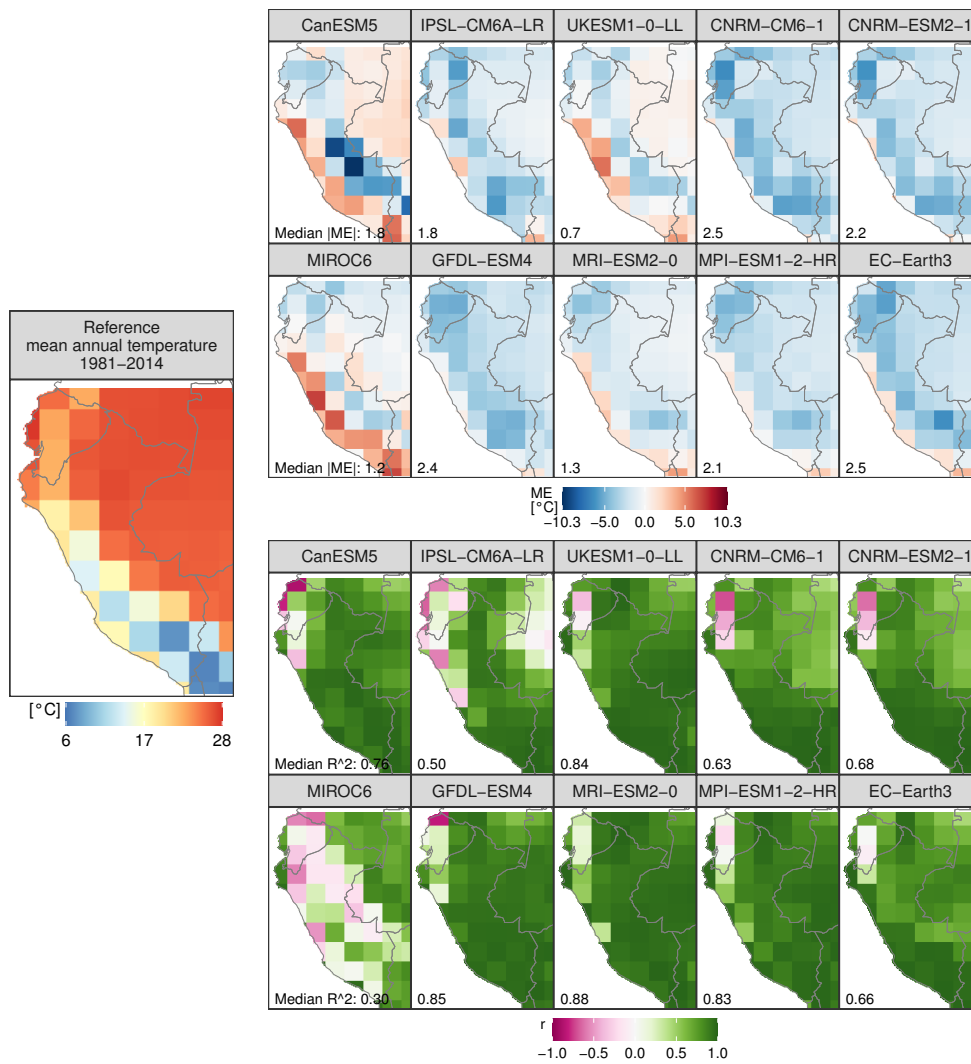 CanESM5 IPSL−CM6A−LR UKESM1−0−LL CNRM−CM6−1 CNRM−ESM2−1
Median |ME|: 1.8 1.8 0.7 2.5 2.2
MIROC6 GFDL−ESM4 MRI−ESM2−0 MPI−ESM1−2−HR EC−Earth3
Median |ME|: 1.2 2.4 1.3 2.1 2.5
ME
[°C]
−10.3 −5.0 0.0 5.0 10.3
Reference
mean annual temperature
1981−2014
[°C]
6 17 28
CanESM5 IPSL−CM6A−LR UKESM1−0−LL CNRM−CM6−1 CNRM−ESM2−1
Median R^2: 0.76 0.50 0.84 0.63 0.68
MIROC6 GFDL−ESM4 MRI−ESM2−0 MPI−ESM1−2−HR EC−Earth3
Median R^2: 0.30 0.85 0.88 0.83 0.66
r
−1.0 −0.5 0.0 0.5 1.0